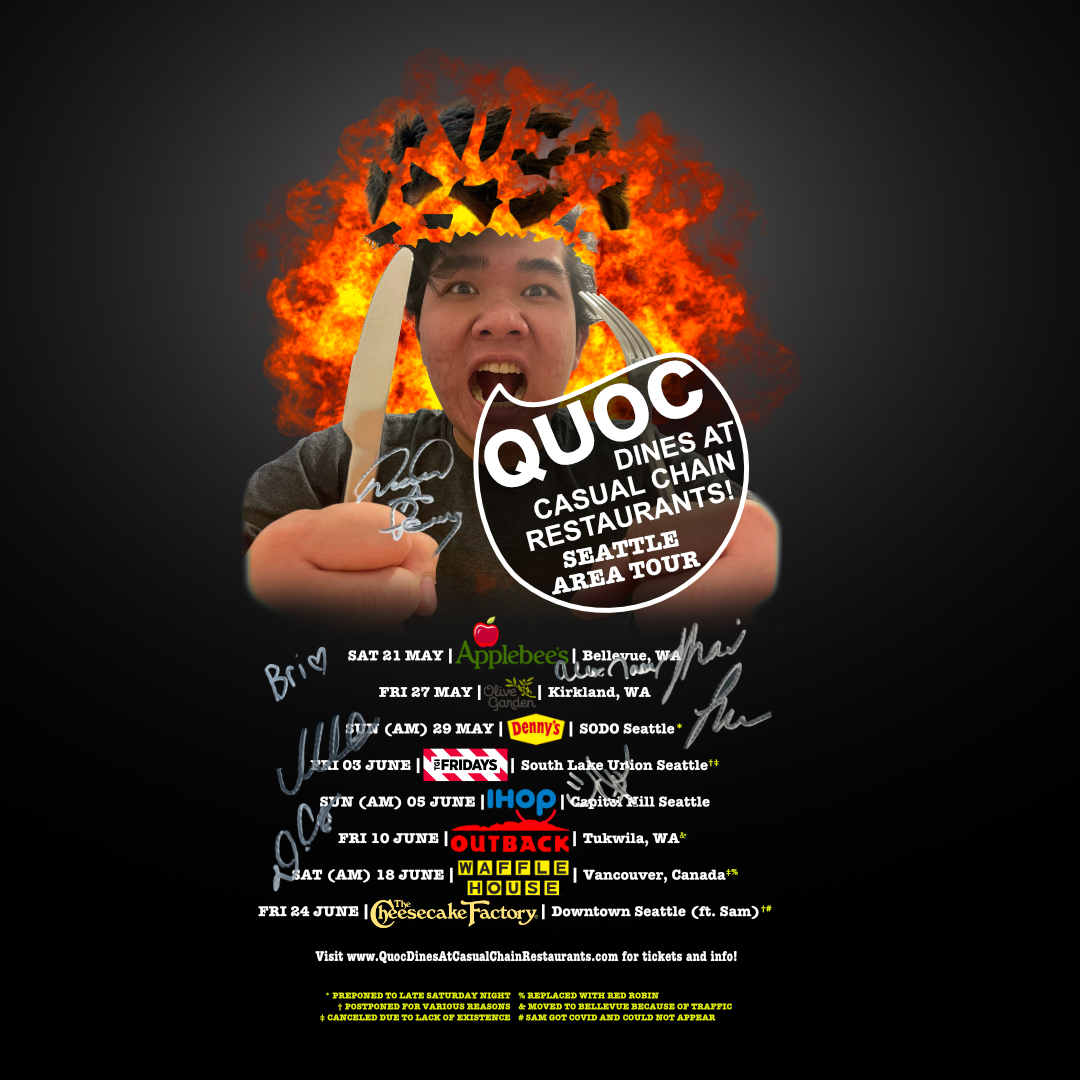 QUOC
DINES AT
CASUAL CHAIN
RESTAURANTS!
SEATTLE
AREA TOUR
SAT 21 MAY | Applebee's | Bellevue, WA
Bri♡
FRI 27 MAY | Olive Garden | Kirkland, WA
SUN (AM) 29 MAY | Denny's | SODO Seattle*
FRI 03 JUNE | TGI FRIDAYS | South Lake Union Seattle†‡
SUN (AM) 05 JUNE | IHOP | Capitol Hill Seattle
FRI 10 JUNE | OUTBACK | Tukwila, WA&
SAT (AM) 18 JUNE | WAFFLE HOUSE | Vancouver, Canada‡%
FRI 24 JUNE | The Cheesecake Factory | Downtown Seattle (ft. Sam)†#
Visit www.QuocDinesAtCasualChainRestaurants.com for tickets and info!
* PREPONED TO LATE SATURDAY NIGHT % REPLACED WITH RED ROBIN
† POSTPONED FOR VARIOUS REASONS & MOVED TO BELLEVUE BECAUSE OF TRAFFIC
‡ CANCELED DUE TO LACK OF EXISTENCE # SAM GOT COVID AND COULD NOT APPEAR